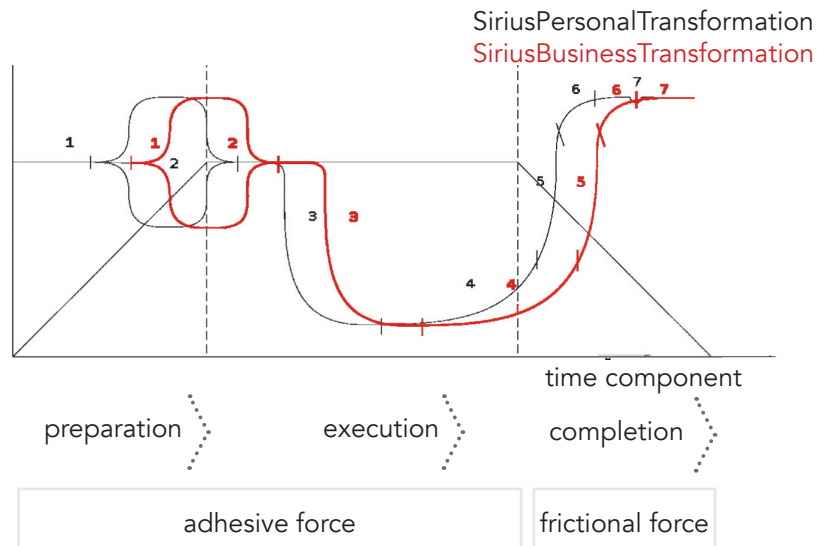 SiriusPersonalTransformation
SiriusBusinessTransformation
7
6 6 7
1 1 2
2
5 5
3 3
4 4
time component
preparation execution completion
adhesive force frictional force